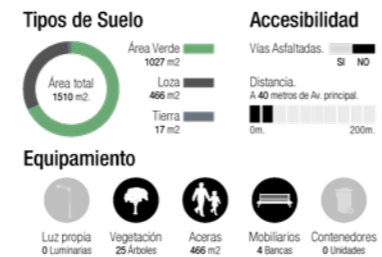 Tipos de Suelo
Área total
1510 m2.
Área Verde
1027 m2
Loza
466 m2
Tierra
17 m2
Accesibilidad
Vías Asfaltadas.
SI NO
Distancia.
A 40 metros de Av. principal.
0m. 200m.
Equipamiento
Luz propia
0 Luminarias
Vegetación
25 Árboles
Aceras
466 m2
Mobiliarios
4 Bancas
Contenedores
0 Unidades